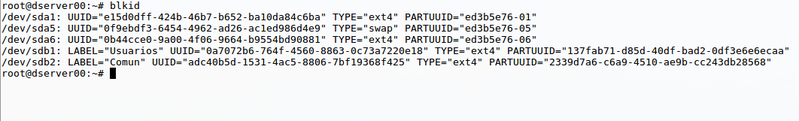 root@dserver00:~# blkid
/dev/sda1: UUID="e15d0dff-424b-46b7-b652-ba10da84c6ba" TYPE="ext4" PARTUUID="ed3b5e76-01"
/dev/sda5: UUID="0f9ebdf3-6454-4962-ad26-ac1ed986d4e9" TYPE="swap" PARTUUID="ed3b5e76-05"
/dev/sda6: UUID="0b44cce0-9a00-4f06-9664-b9554bd90881" TYPE="ext4" PARTUUID="ed3b5e76-06"
/dev/sdb1: LABEL="Usuarios" UUID="0a7072b6-764f-4560-8863-0c73a7220e18" TYPE="ext4" PARTUUID="137fab71-d85d-40df-bad2-0df3e6e6ecaa"
/dev/sdb2: LABEL="Comun" UUID="adc40b5d-1531-4ac5-8806-7bf19368f425" TYPE="ext4" PARTUUID="2339d7a6-c6a9-4510-ae9b-cc243db28568"
root@dserver00:~#